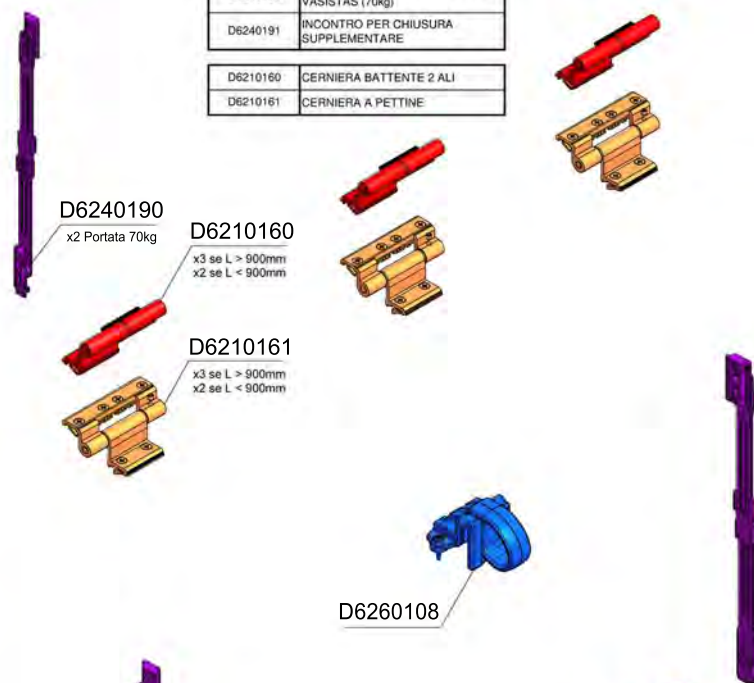 VASISTAS (70kg)
D6240191 INCONTRO PER CHIUSURA
SUPPLEMENTARE
D6210160 CERNIERA BATTENTE 2 ALI
D6210161 CERNIERA A PETTINE
D6240190
x2 Portata 70kg
D6210160
x3 se L > 900mm
x2 se L < 900mm
D6210161
x3 se L > 900mm
x2 se L < 900mm
D6260108